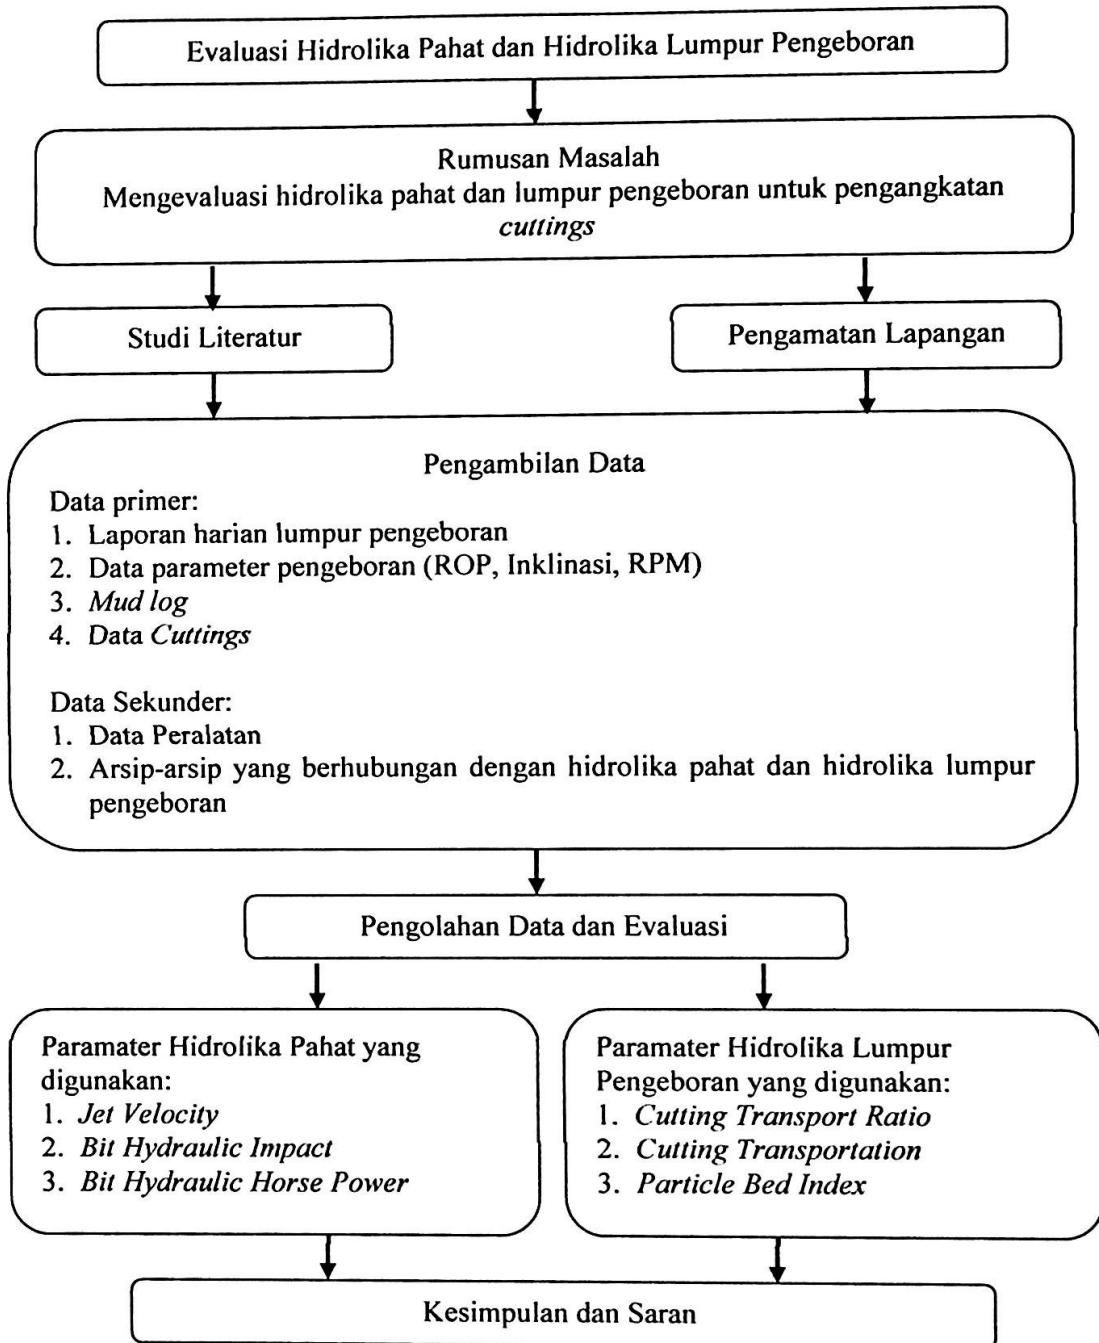 Evaluasi Hidrolika Pahat dan Hidrolika Lumpur Pengeboran
Rumusan Masalah
Mengevaluasi hidrolika pahat dan lumpur pengeboran untuk pengangkatan
cuttings
Studi Literatur
Pengamatan Lapangan
Pengambilan Data
Data primer:
1. Laporan harian lumpur pengeboran
2. Data parameter pengeboran (ROP, Inklinasi, RPM)
3. Mud log
4. Data Cuttings
Data Sekunder:
1. Data Peralatan
2. Arsip-arsip yang berhubungan dengan hidrolika pahat dan hidrolika lumpur
pengeboran
Pengolahan Data dan Evaluasi
Paramater Hidrolika Pahat yang
digunakan:
1. Jet Velocity
2. Bit Hydraulic Impact
3. Bit Hydraulic Horse Power
Paramater Hidrolika Lumpur
Pengeboran yang digunakan:
1. Cutting Transport Ratio
2. Cutting Transportation
3. Particle Bed Index
Kesimpulan dan Saran